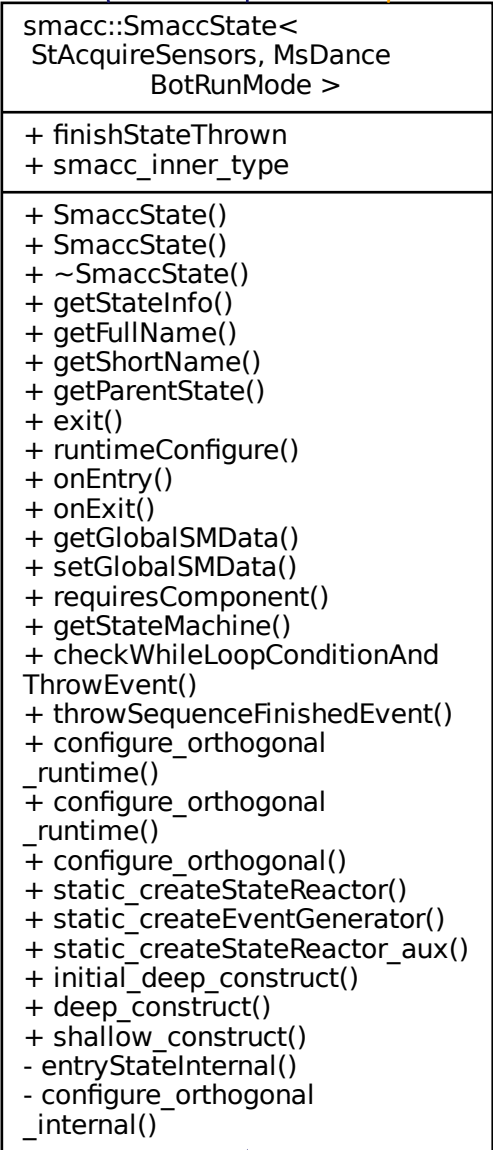 smacc::SmaccState<
StAcquireSensors, MsDance
BotRunMode >
+ finishStateThrown
+ smacc_inner_type
+ SmaccState()
+ SmaccState()
+ ~SmaccState()
+ getStateInfo()
+ getFullName()
+ getShortName()
+ getParentState()
+ exit()
+ runtimeConfigure()
+ onEntry()
+ onExit()
+ getGlobalSMData()
+ setGlobalSMData()
+ requiresComponent()
+ getStateMachine()
+ checkWhileLoopConditionAnd
ThrowEvent()
+ throwSequenceFinishedEvent()
+ configure_orthogonal
_runtime()
+ configure_orthogonal
_runtime()
+ configure_orthogonal()
+ static_createStateReactor()
+ static_createEventGenerator()
+ static_createStateReactor_aux()
+ initial_deep_construct()
+ deep_construct()
+ shallow_construct()
- entryStateInternal()
- configure_orthogonal
_internal()